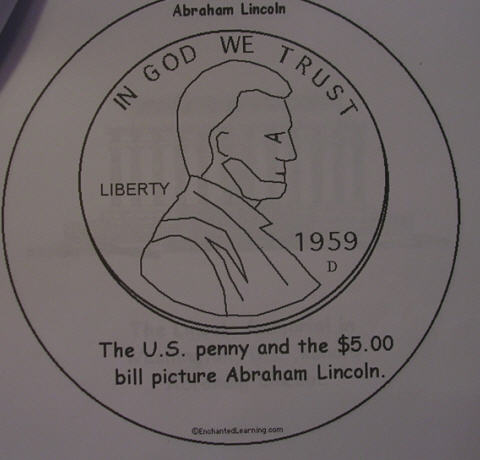 Abraham Lincoln
IN GOD WE TRUST
LIBERTY
1959
D
The U.S. penny and the $5.00
bill picture Abraham Lincoln.
©EnchantedLearning.com